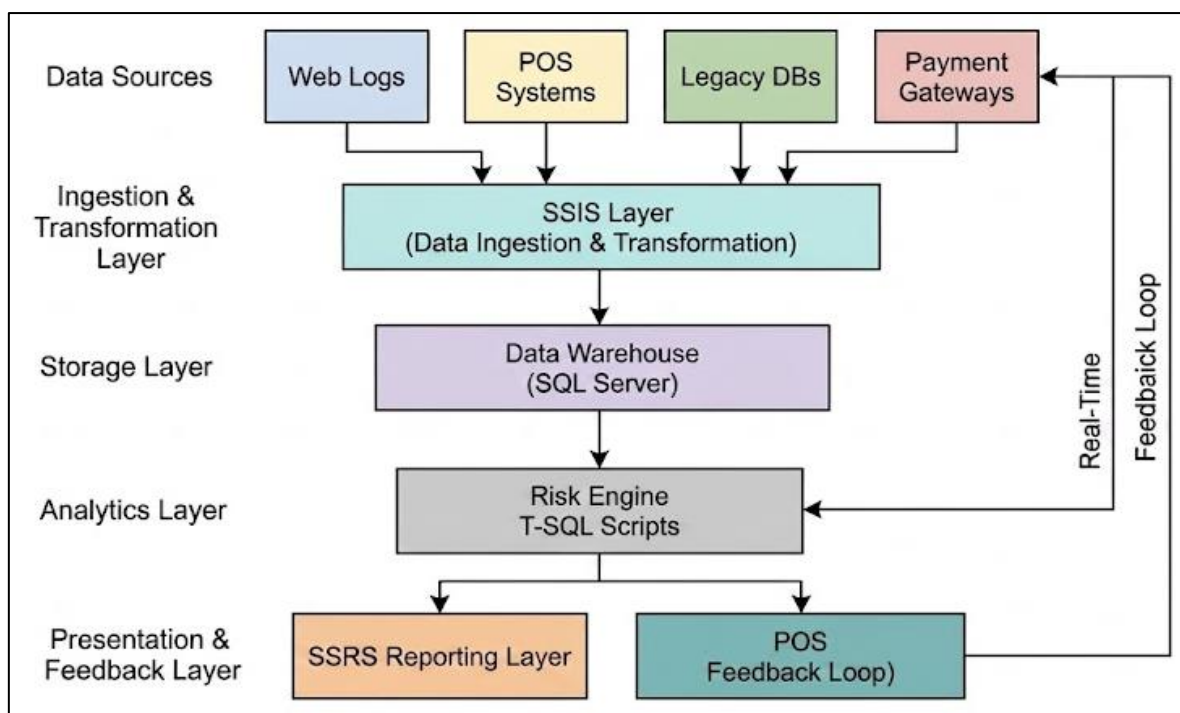 Data Sources
Web Logs
POS
Systems
Legacy DBs
Payment
Gateways
Ingestion &
Transformation
Layer
SSIS Layer
(Data Ingestion & Transformation)
Storage Layer
Data Warehouse
(SQL Server)
Real-Time
Feedbaick Loop
Analytics Layer
Risk Engine
T-SQL Scripts
Presentation &
Feedback Layer
SSRS Reporting Layer
POS
Feedback Loop)